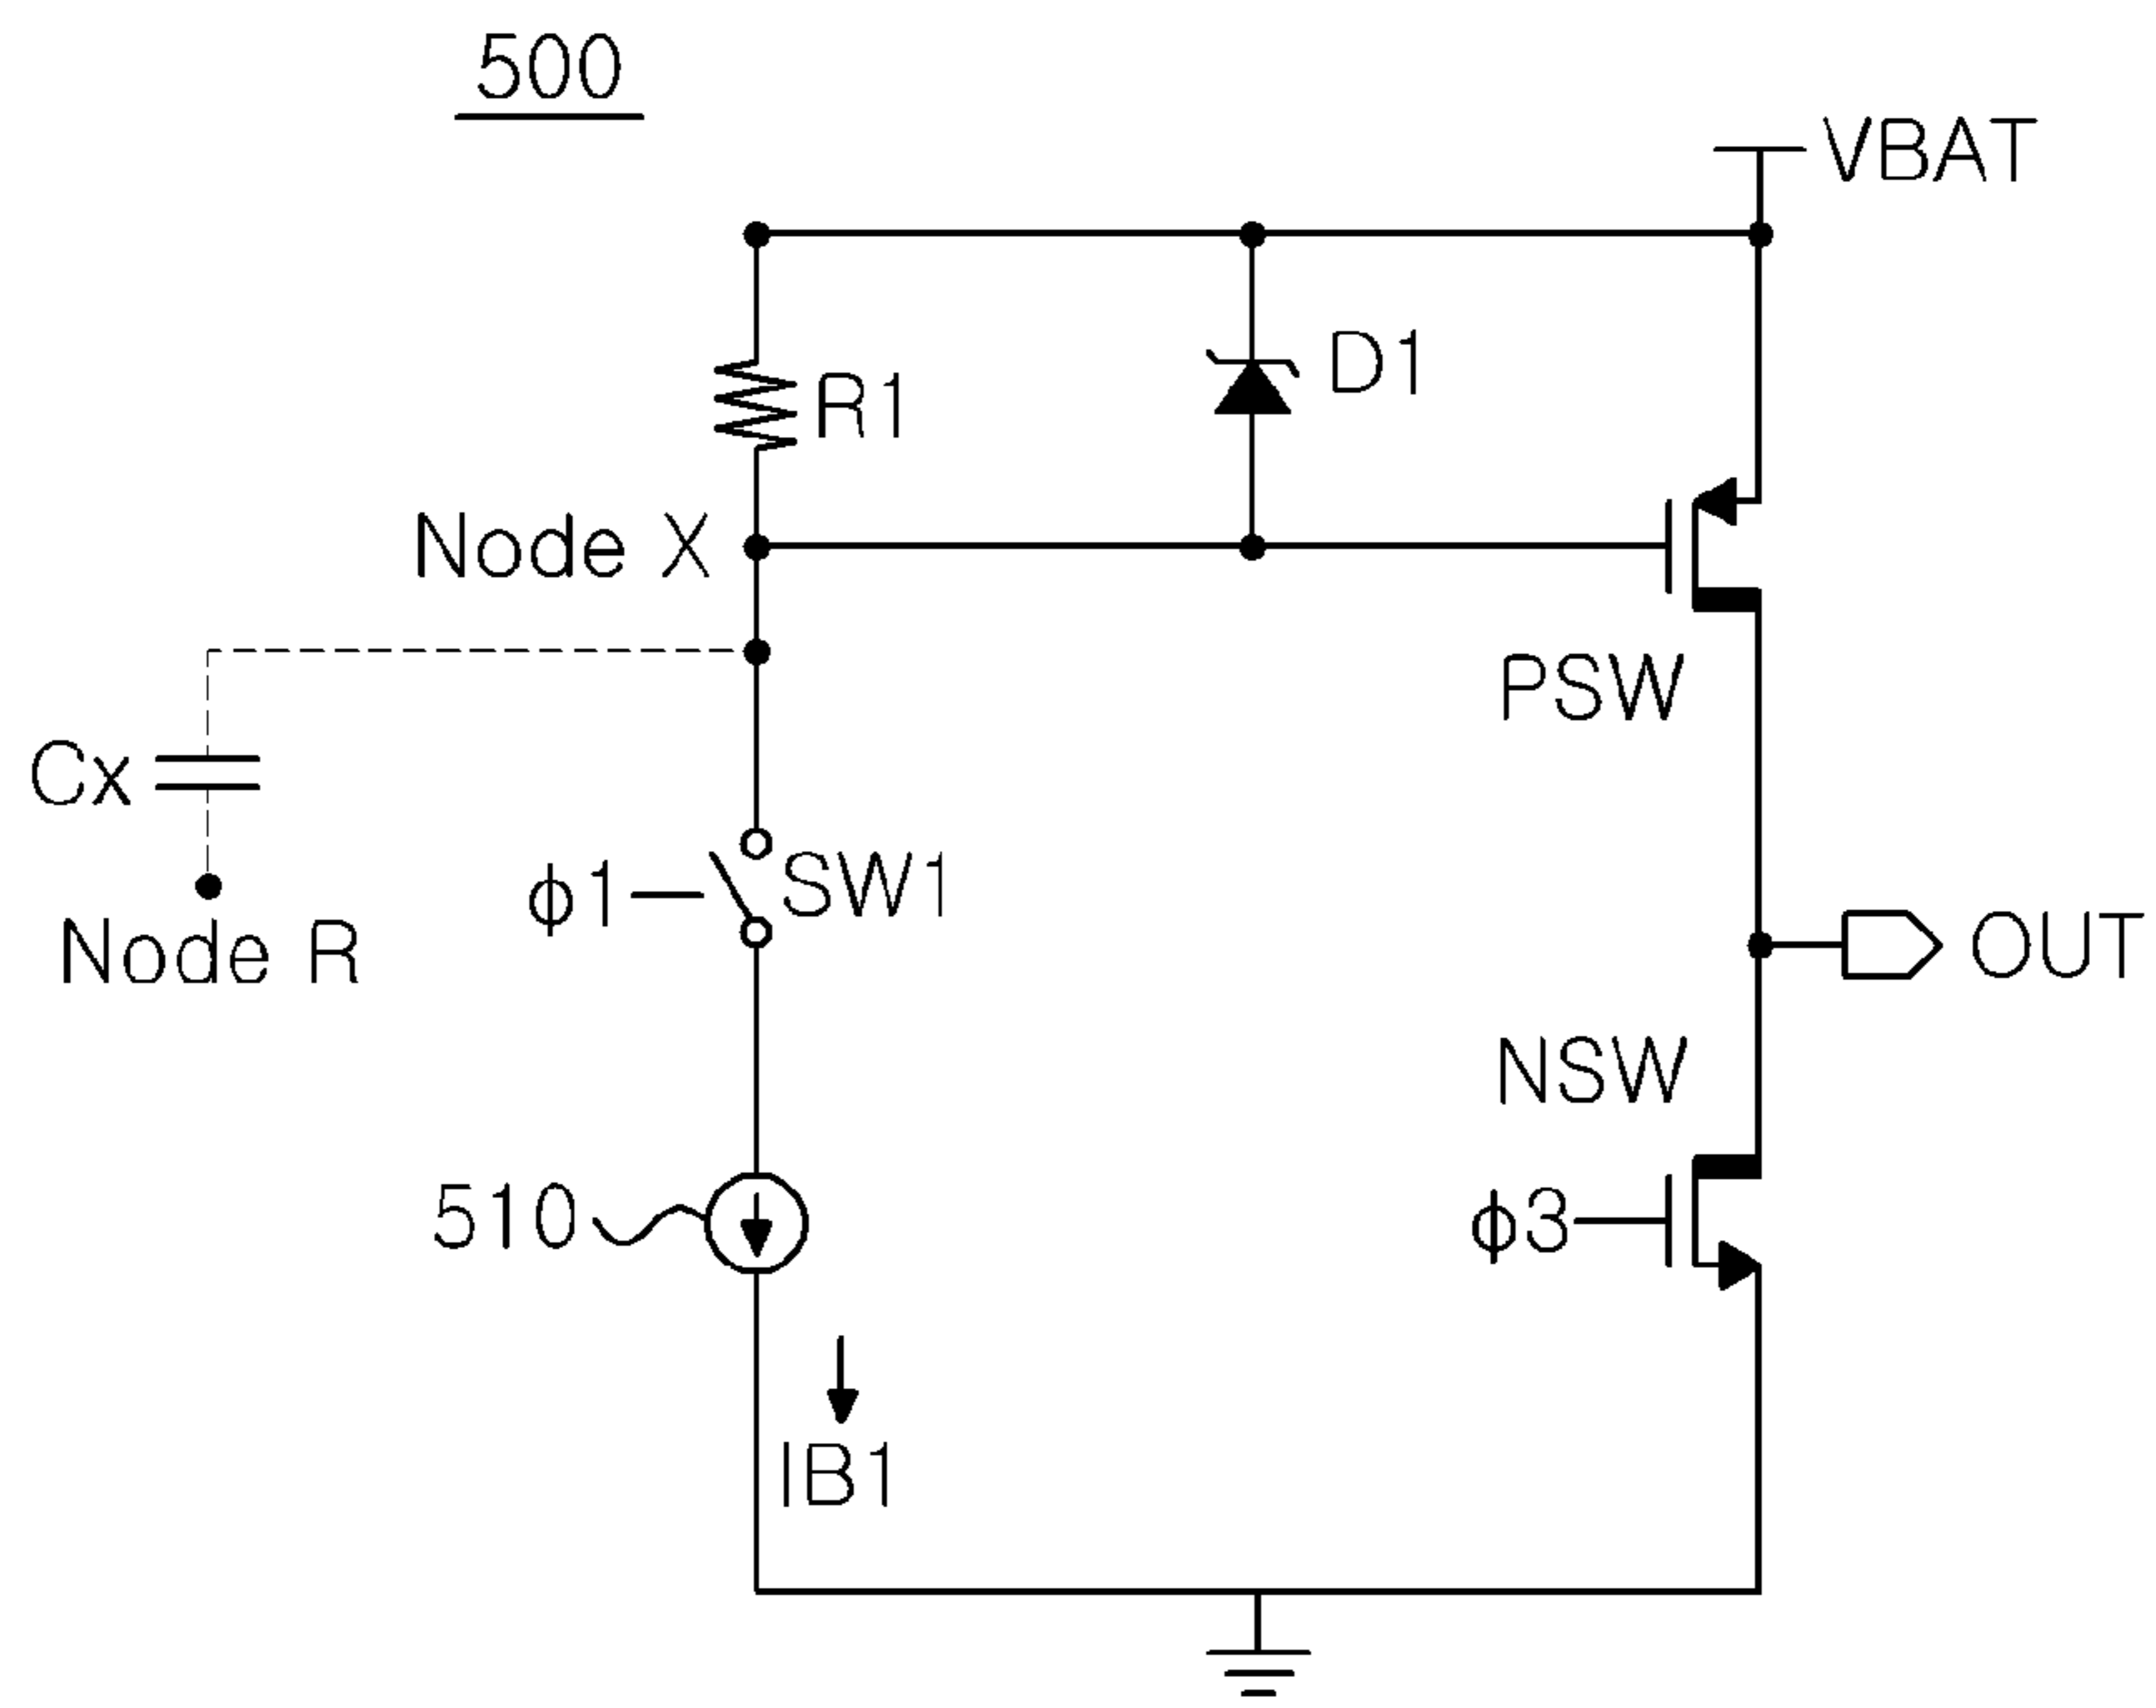 500
VBAT
D1
R1
Node X
PSW
Cx
ϕ1
SW1
Node R
OUT
NSW
510
ϕ3
IB1